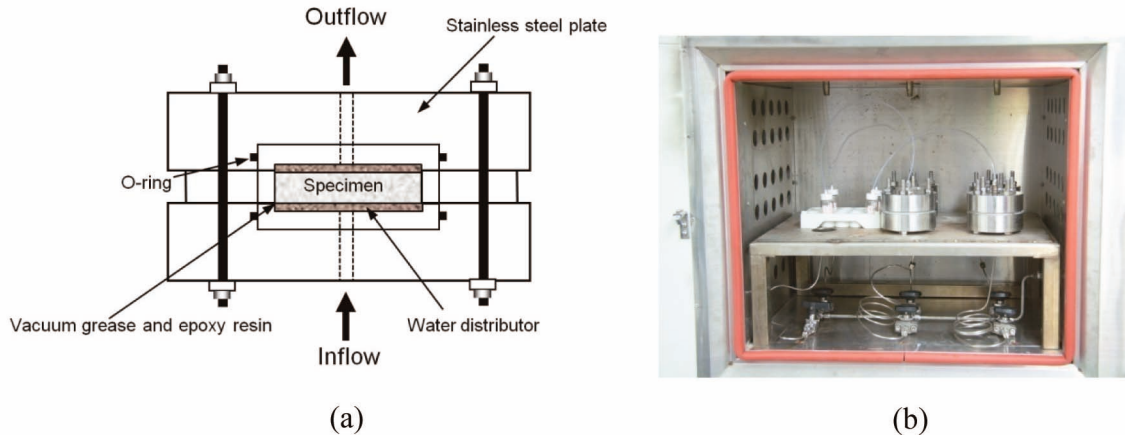 Outflow
Stainless steel plate
O-ring
Specimen
Vacuum grease and epoxy resin
Water distributor
Inflow
(a)
(b)